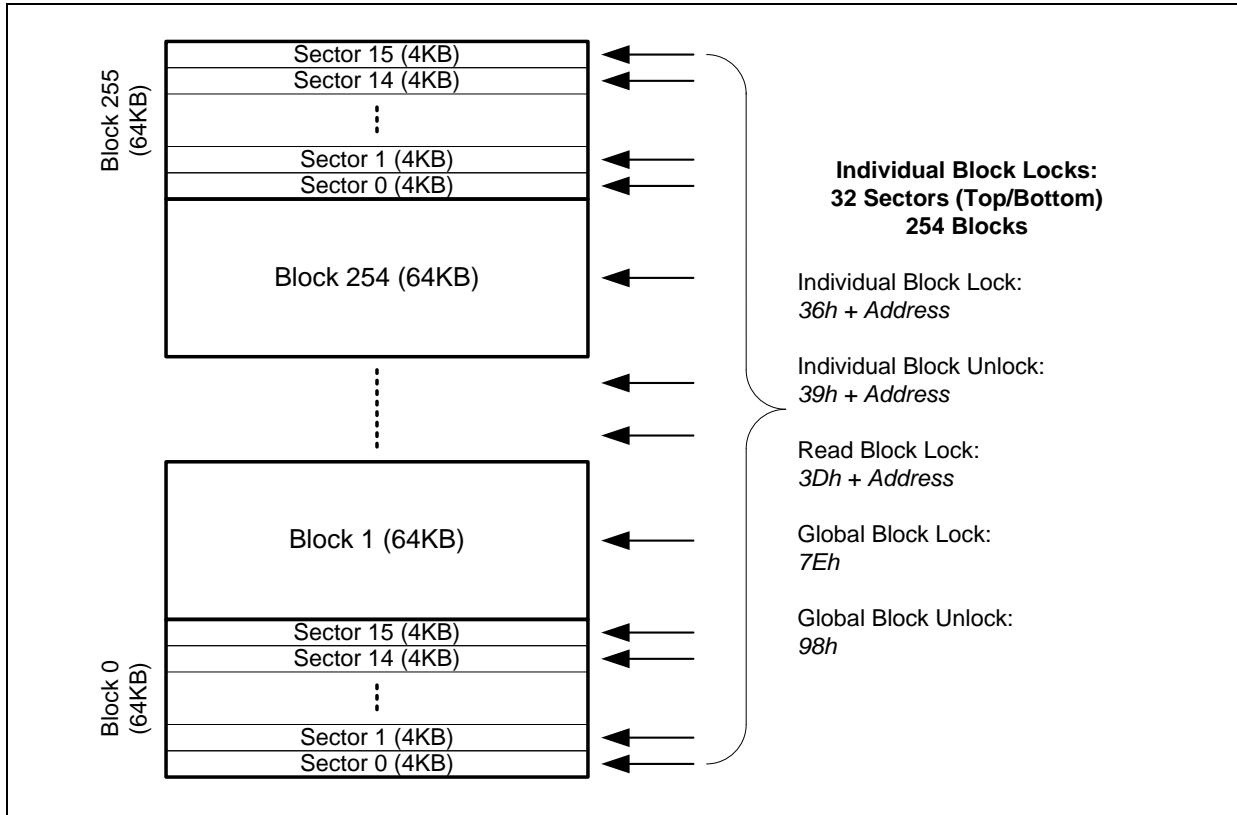 Block 255
(64KB)
Sector 15 (4KB)
Sector 14 (4KB)
Sector 1 (4KB)
Sector 0 (4KB)
Block 254 (64KB)
Block 1 (64KB)
Block 0
(64KB)
Sector 15 (4KB)
Sector 14 (4KB)
Sector 1 (4KB)
Sector 0 (4KB)
Individual Block Locks:
32 Sectors (Top/Bottom)
254 Blocks
Individual Block Lock:
36h + Address
Individual Block Unlock:
39h + Address
Read Block Lock:
3Dh + Address
Global Block Lock:
7Eh
Global Block Unlock:
98h